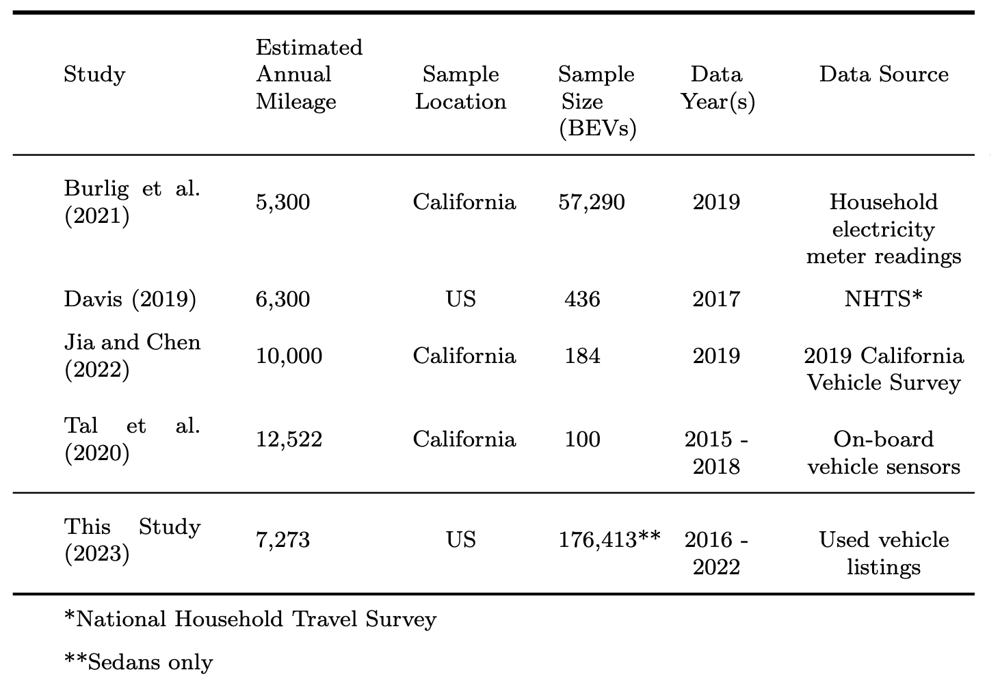 Study
Estimated
Annual
Mileage
Sample
Location
Sample
Size
(BEVs)
Data
Year(s)
Data Source
Burlig et al.
(2021)
5,300
California
57,290
2019
Household
electricity
meter readings
Davis (2019)
6,300
US
436
2017
NHTS*
Jia and Chen
(2022)
10,000
California
184
2019
2019 California
Vehicle Survey
Tal et al.
(2020)
12,522
California
100
2015 -
2018
On-board
vehicle sensors
This Study
(2023)
7,273
US
176,413**
2016 -
2022
Used vehicle
listings
*National Household Travel Survey
**Sedans only